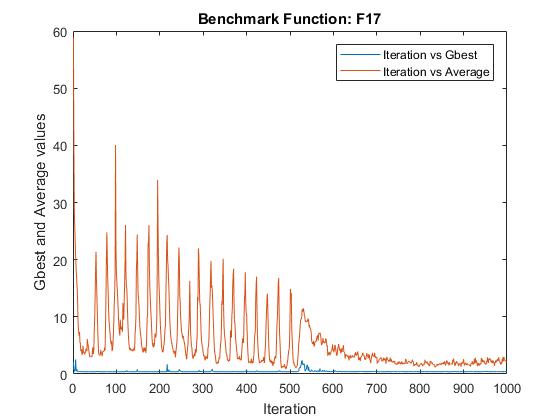 Benchmark Function: F17
Iteration vs Gbest
Iteration vs Average
Gbest and Average values
60
50
40
30
20
10
0
0 100 200 300 400 500 600 700 800 900 1000
Iteration